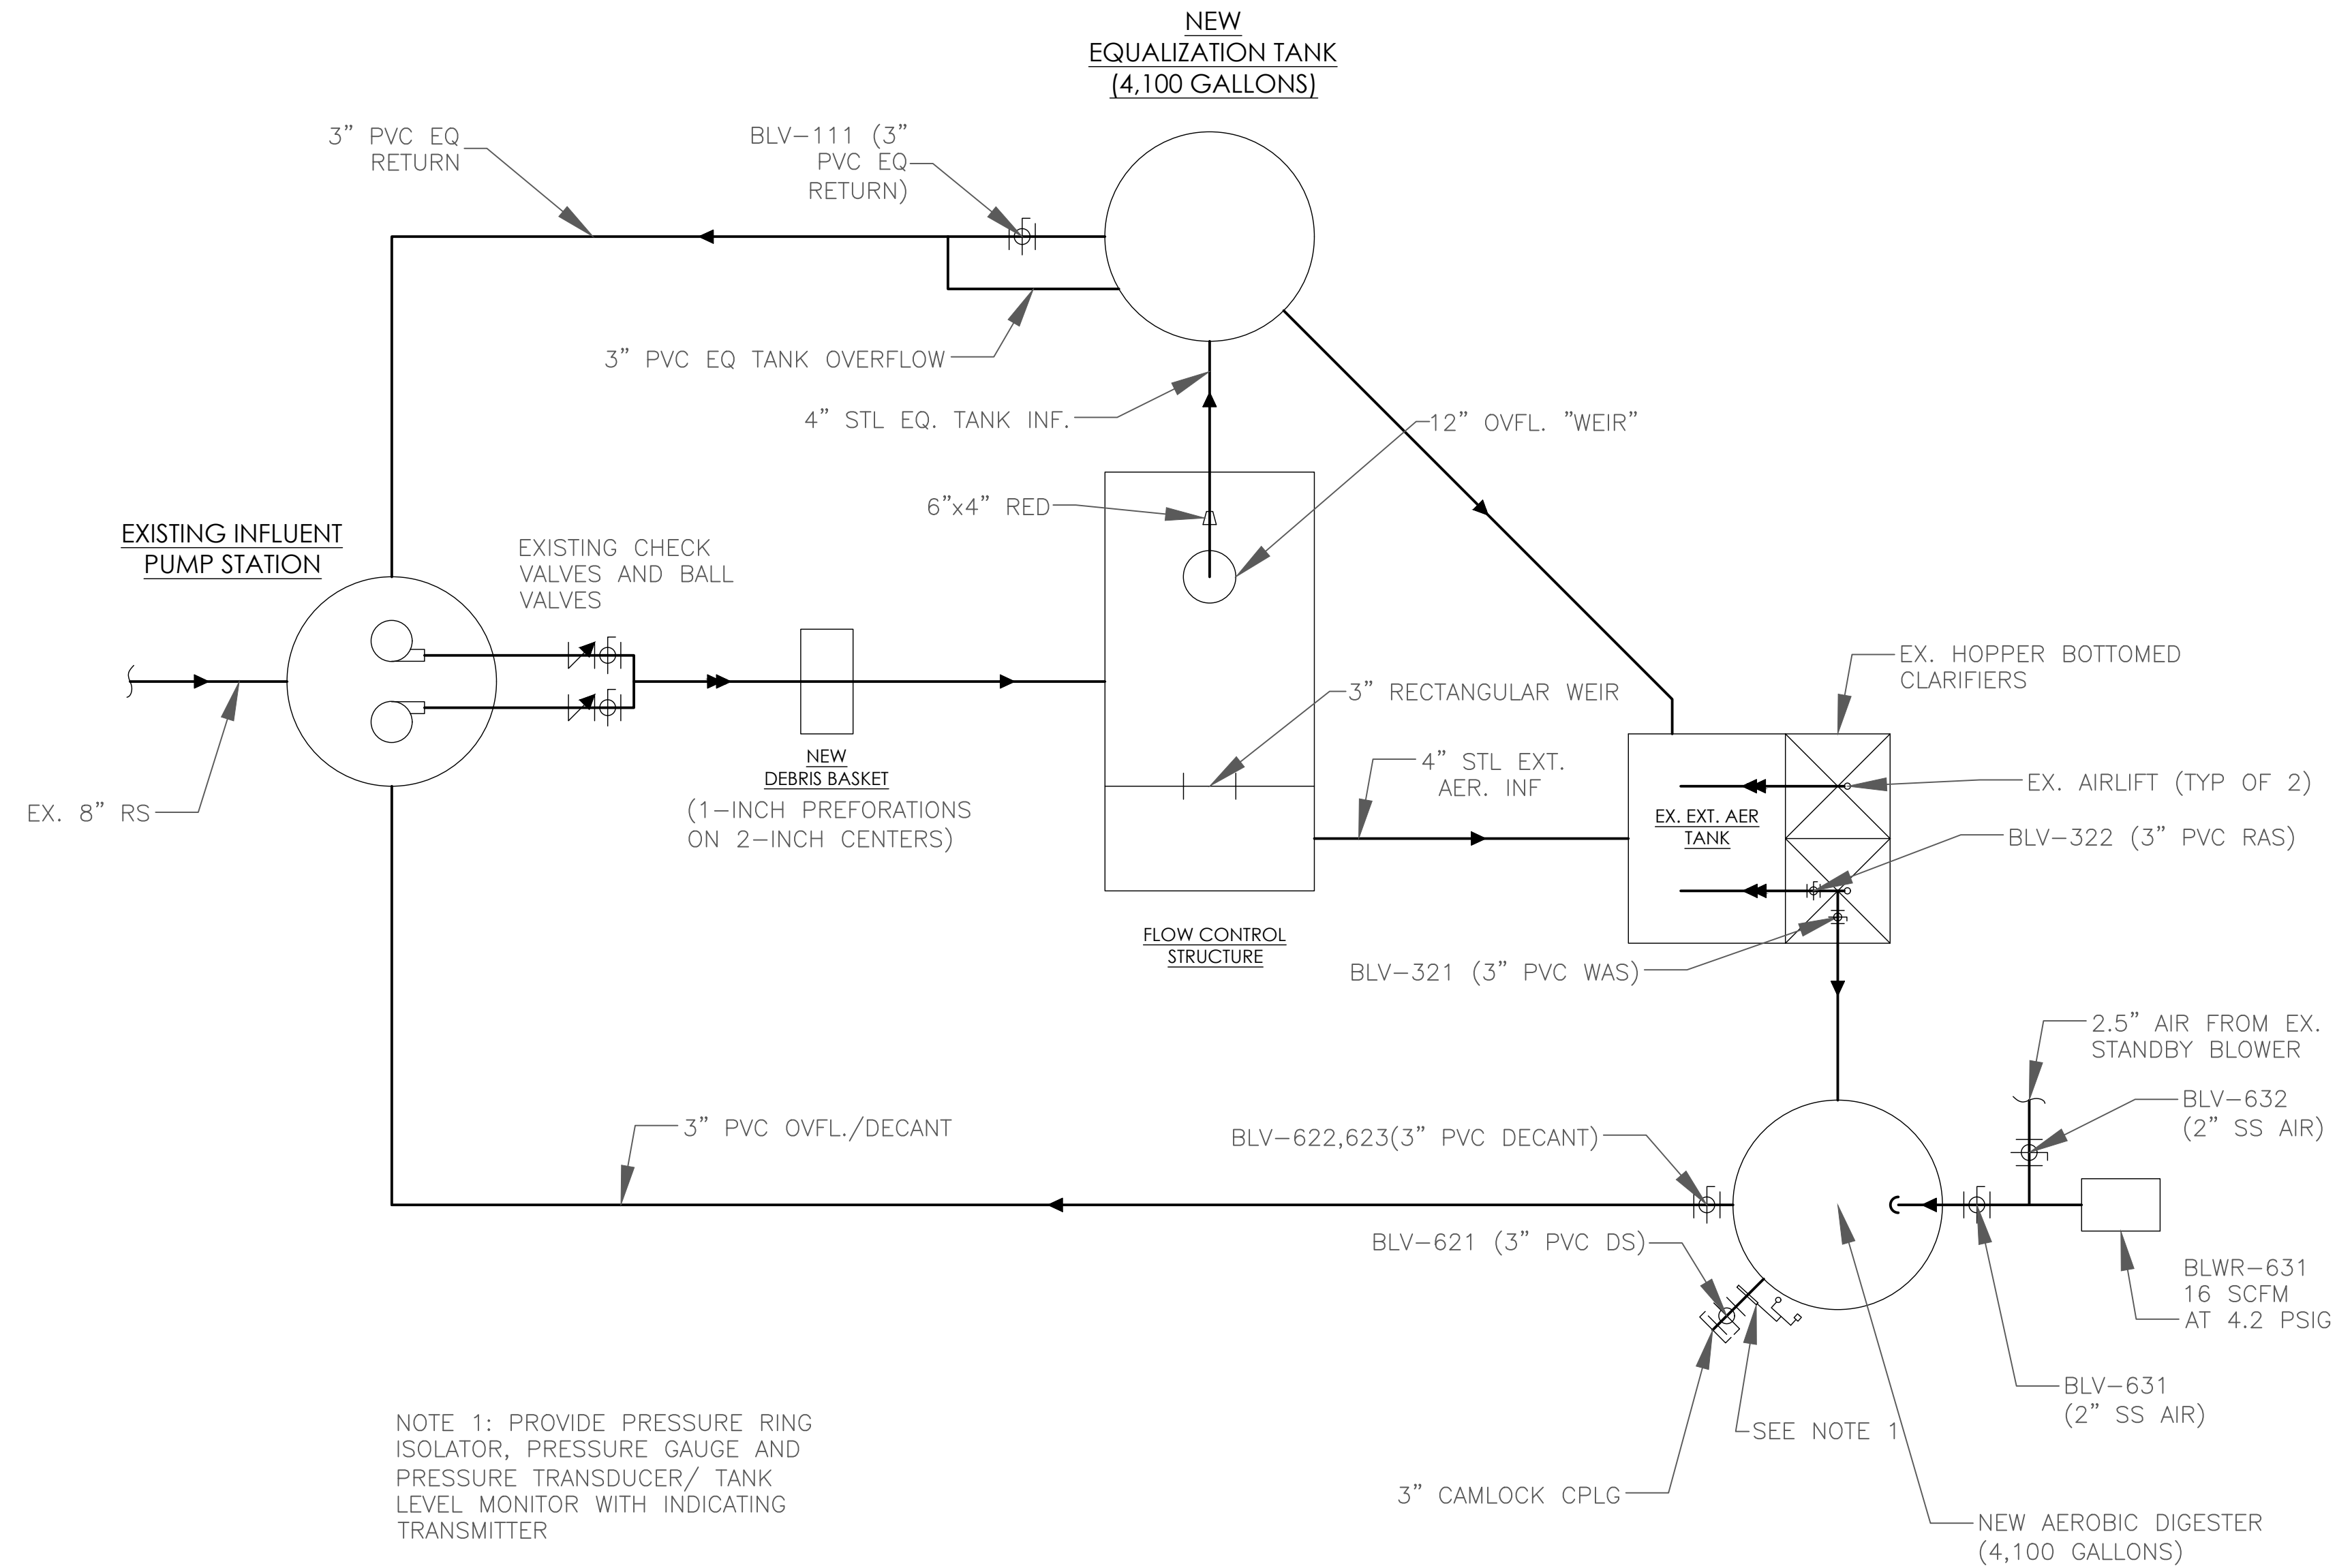 NEW
EQUALIZATION TANK
(4,100 GALLONS)
3” PVC EQ
RETURN
BLV-111 (3”
PVC EQ
RETURN)
3” PVC EQ TANK OVERFLOW
4” STL EQ. TANK INF.
12” OVFL. ”WEIR”
6”x4” RED
EXISTING INFLUENT
PUMP STATION
EXISTING CHECK
VALVES AND BALL
VALVES
EX. HOPPER BOTTOMED
CLARIFIERS
3” RECTANGULAR WEIR
NEW
DEBRIS BASKET
(1-INCH PREFORATIONS
ON 2-INCH CENTERS)
4” STL EXT.
AER. INF
EX. 8” RS
EX. EXT. AER
TANK
EX. AIRLIFT (TYP OF 2)
BLV-322 (3” PVC RAS)
FLOW CONTROL
STRUCTURE
BLV-321 (3” PVC WAS)
2.5” AIR FROM EX.
STANDBY BLOWER
BLV-632
(2” SS AIR)
3” PVC OVFL./DECANT
BLV-622,623(3” PVC DECANT)
BLV-621 (3” PVC DS)
BLWR-631
16 SCFM
AT 4.2 PSIG
BLV-631
(2” SS AIR)
SEE NOTE 1
3” CAMLOCK CPLG
NEW AEROBIC DIGESTER
(4,100 GALLONS)
NOTE 1: PROVIDE PRESSURE RING
ISOLATOR, PRESSURE GAUGE AND
PRESSURE TRANSDUCER/ TANK
LEVEL MONITOR WITH INDICATING
TRANSMITTER